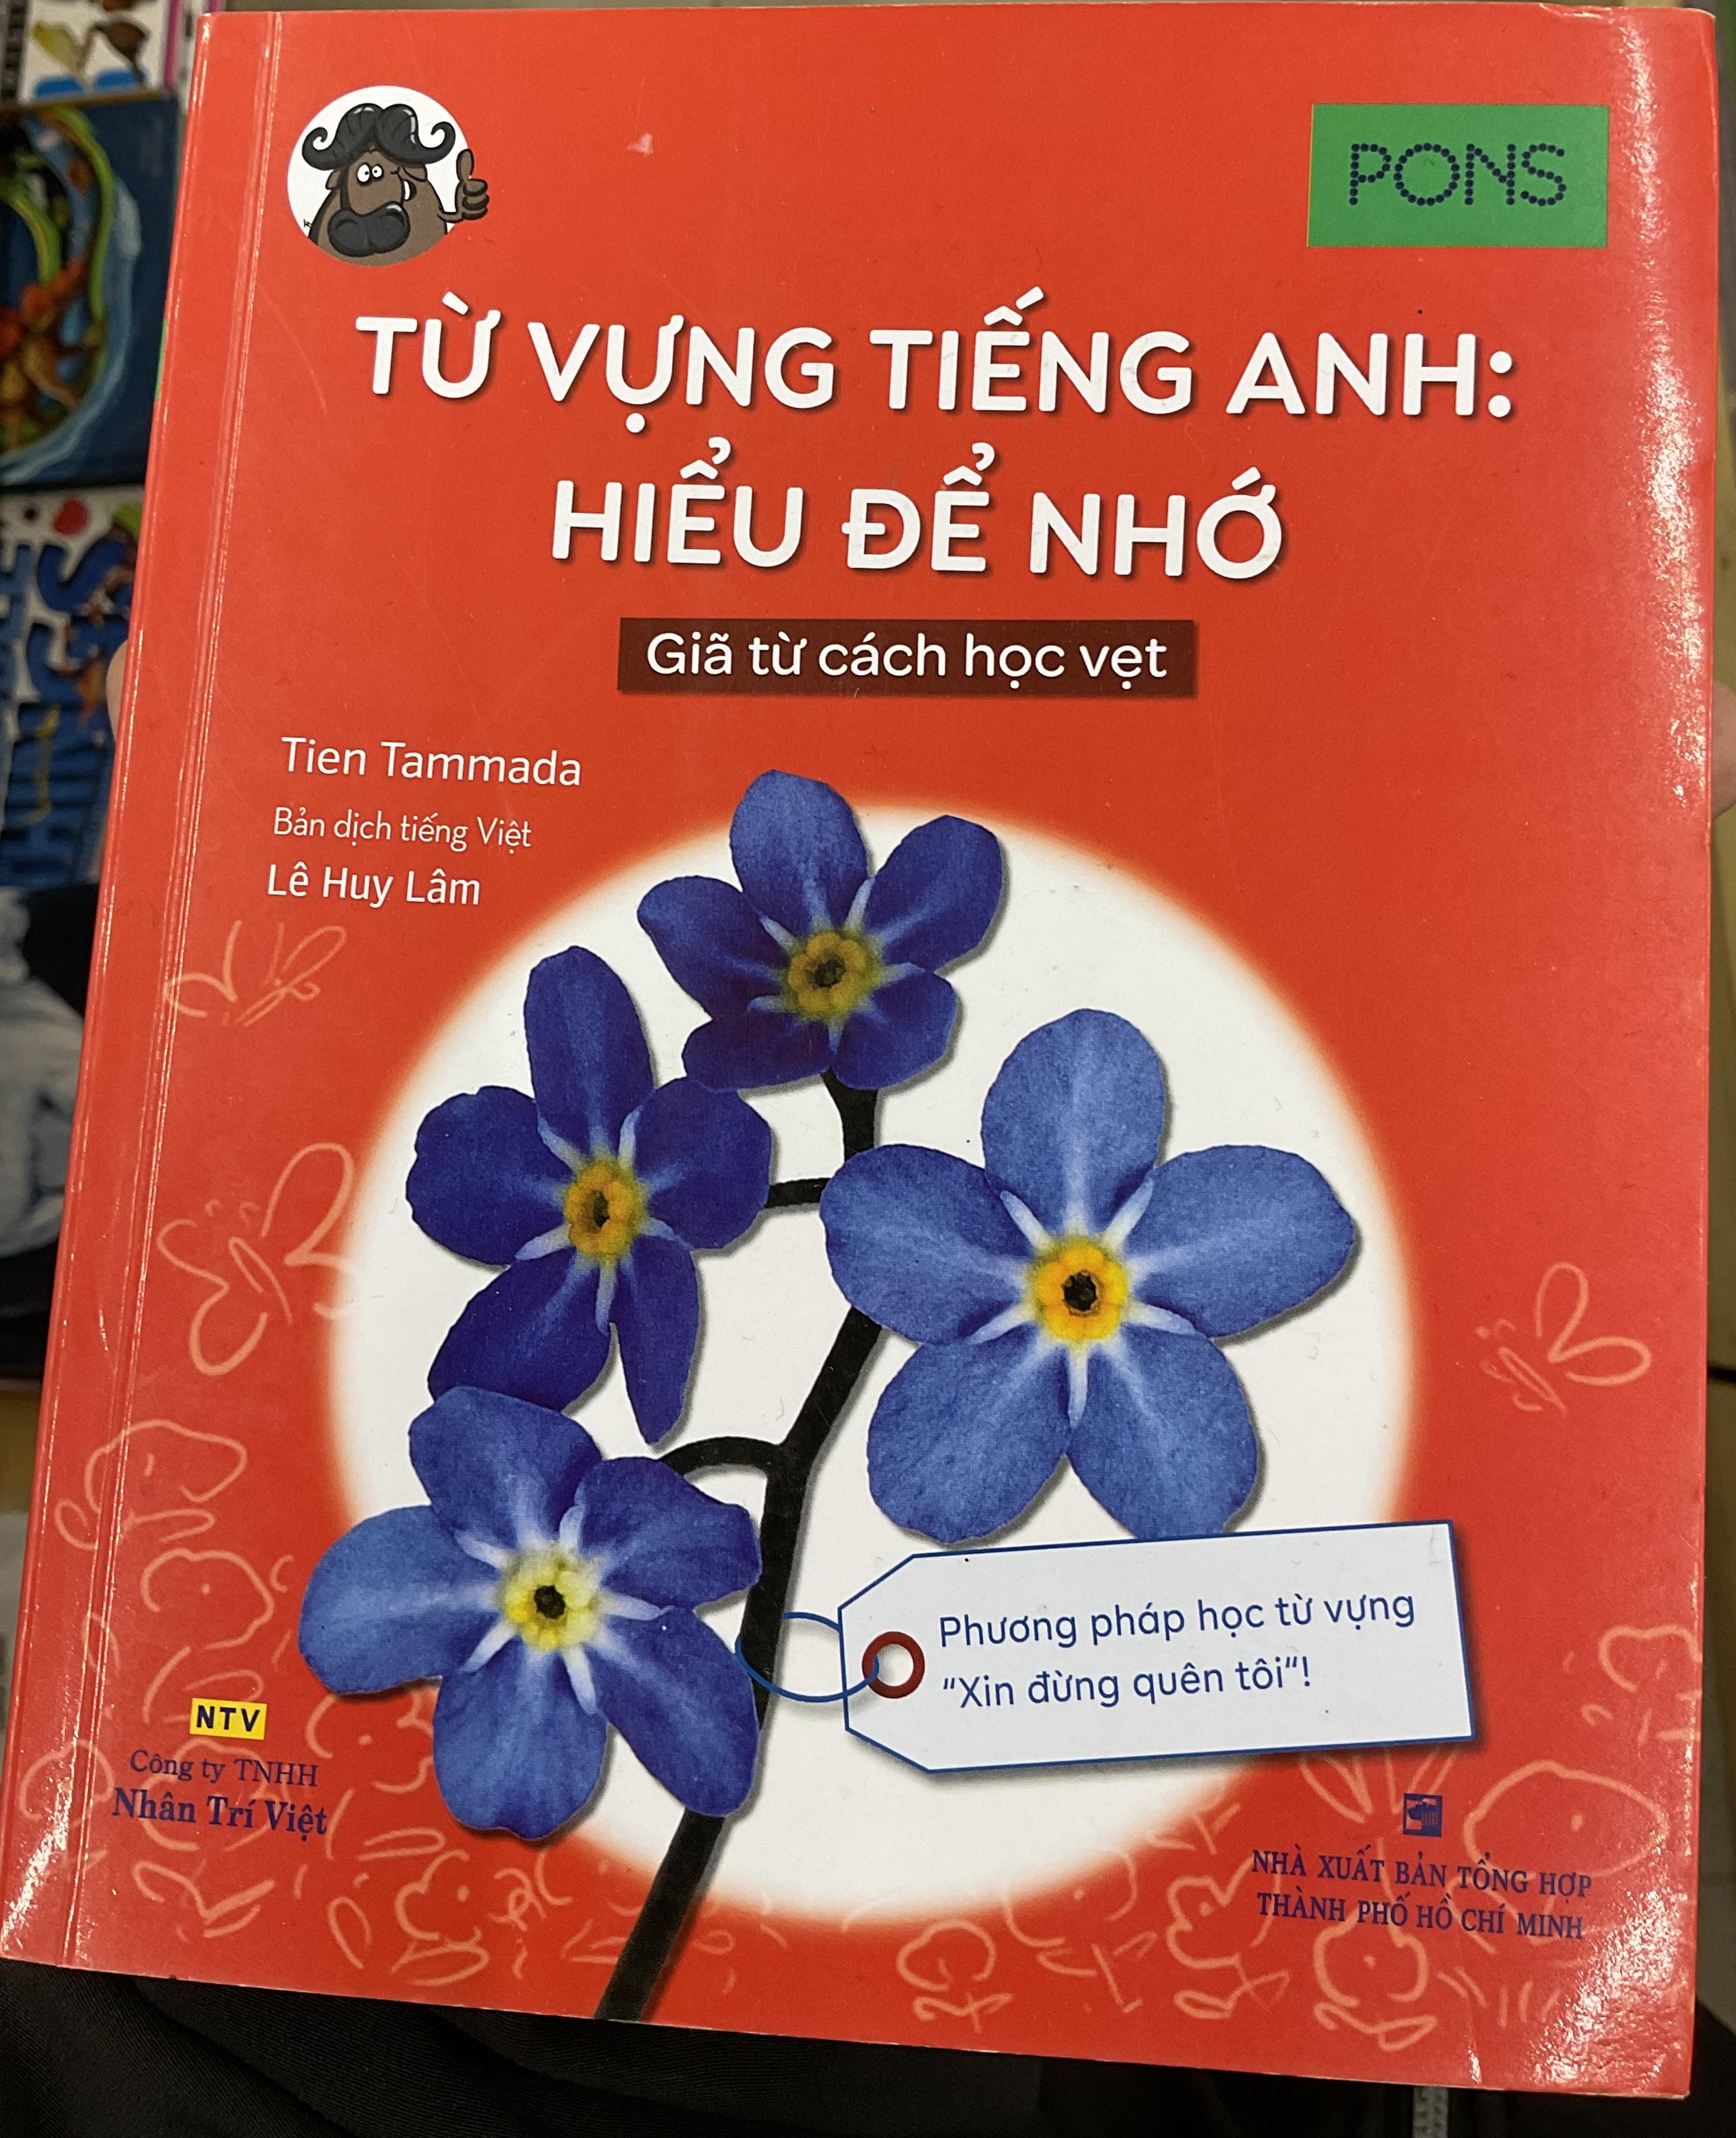 PONS
TỪ VỰNG TIẾNG ANH:
HIỂU ĐỂ NHỚ
Giã từ cách học vẹt
Tien Tammada
Bản dịch tiếng Việt
Lê Huy Lâm
Phương pháp học từ vựng
"Xin đừng quên tôi"!
NTV
Công ty TNHH
Nhân Trí Việt
NHÀ XUẤT BẢN TỔNG HỢP
THÀNH PHỐ HỒ CHÍ MINH